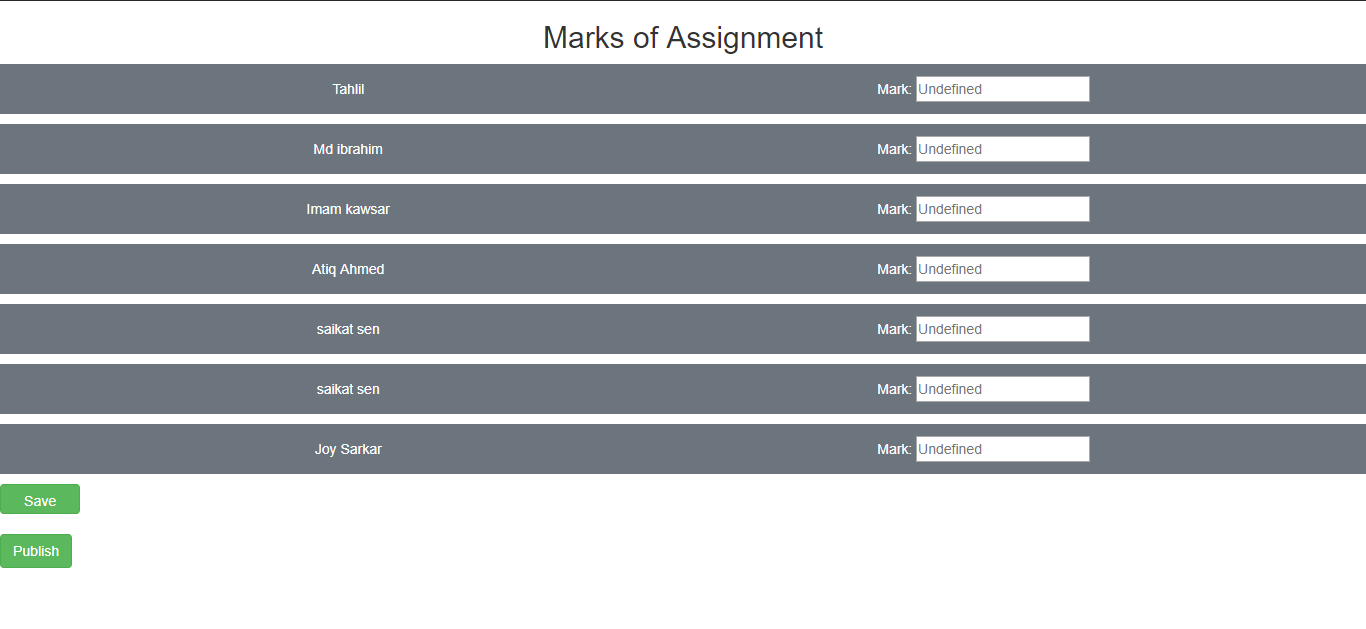 Marks of Assignment
Tahlil Mark: Undefined
Md ibrahim Mark: Undefined
Imam kawsar Mark: Undefined
Atiq Ahmed Mark: Undefined
saikat sen Mark: Undefined
saikat sen Mark: Undefined
Joy Sarkar Mark: Undefined
Save
Publish